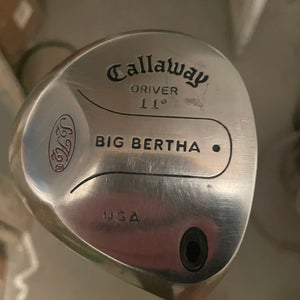 Callaway
DRIVER
11°
BIG BERTHA
USA